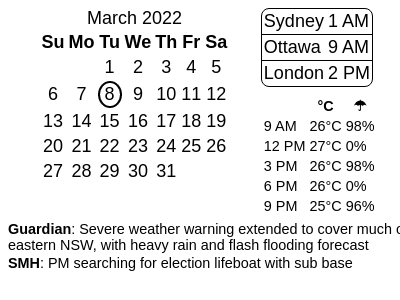 March 2022
Su Mo Tu We Th Fr Sa
1 2 3 4 5
6 7 8 9 10 11 12
13 14 15 16 17 18 19
20 21 22 23 24 25 26
27 28 29 30 31
Sydney 1 AM
Ottawa 9 AM
London 2 PM
°C ☂
9 AM 26°C 98%
12 PM 27°C 0%
3 PM 26°C 98%
6 PM 26°C 0%
9 PM 25°C 96%
Guardian: Severe weather warning extended to cover much o
eastern NSW, with heavy rain and flash flooding forecast
SMH: PM searching for election lifeboat with sub base